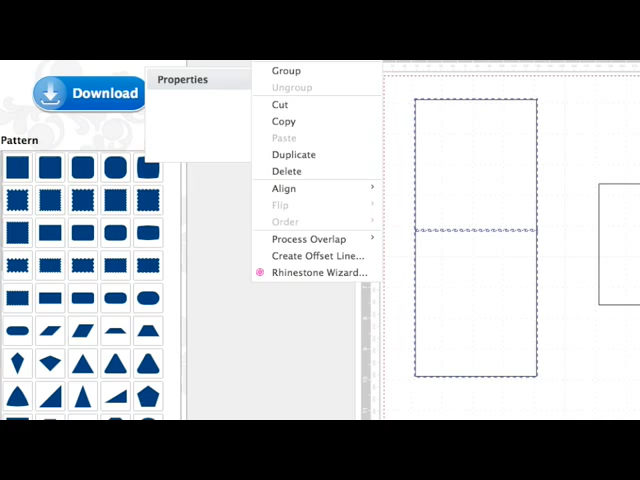 Download
Properties
Pattern
Group
Ungroup
Cut
Copy
Paste
Duplicate
Delete
Align
Flip
Order
Process Overlap
Create Offset Line...
Rhinestone Wizard...